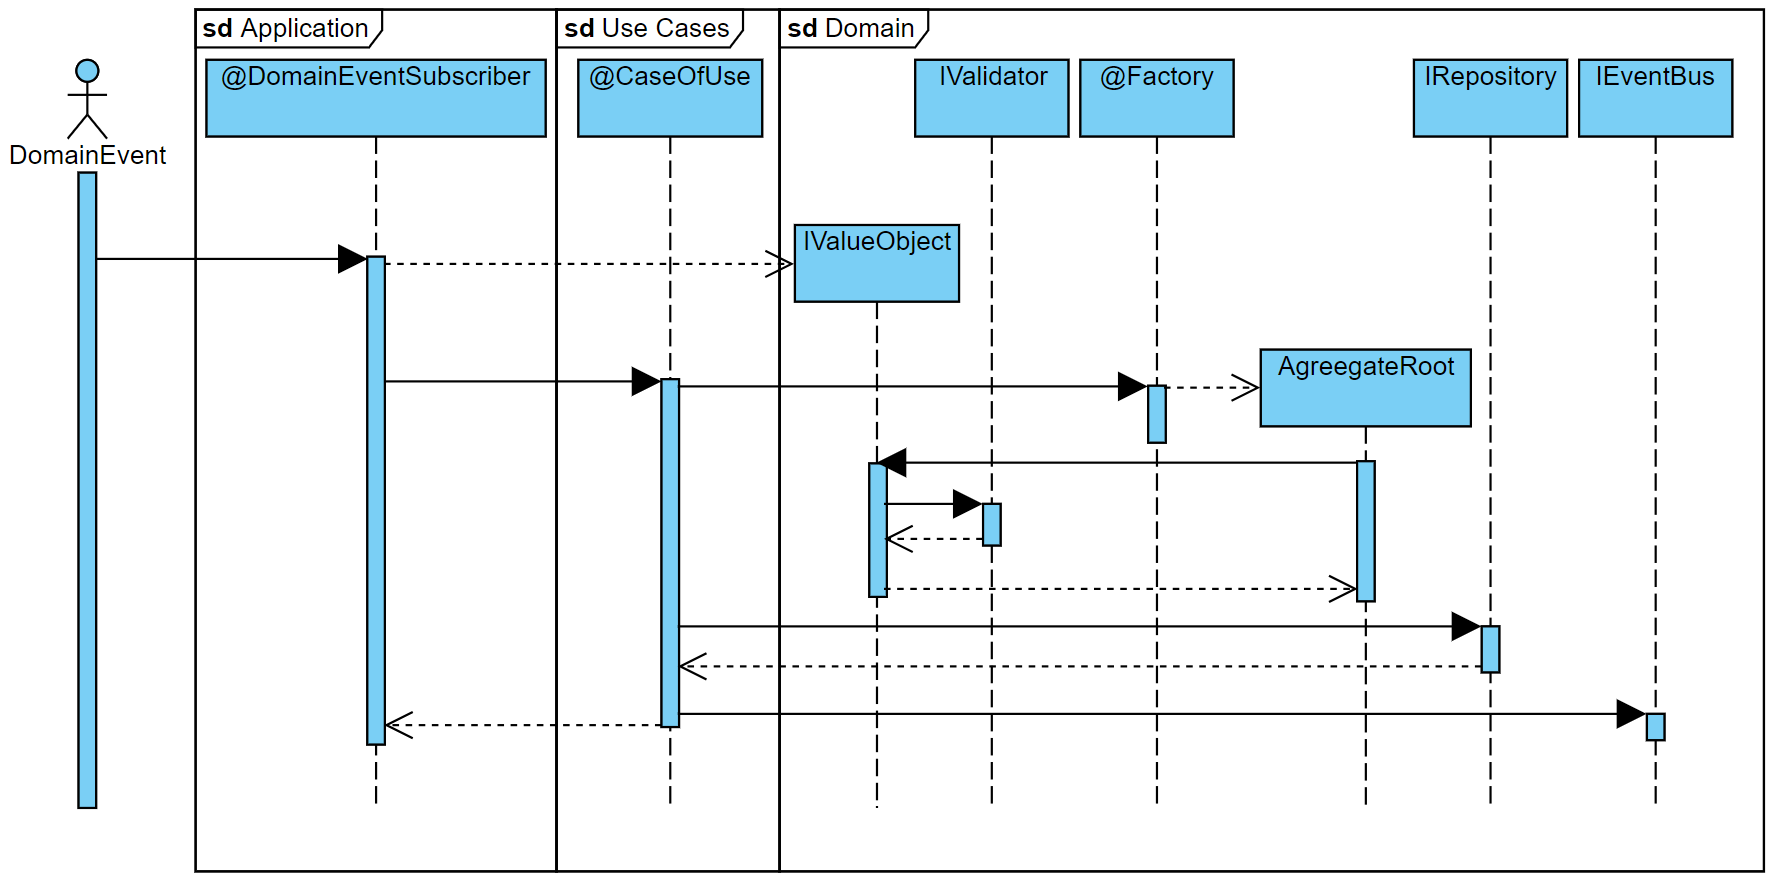 sd Application
sd Use Cases
sd Domain
@DomainEventSubscriber
@CaseOfUse
IValidator
@Factory
IRepository
IEventBus
DomainEvent
IValueObject
AgreegateRoot